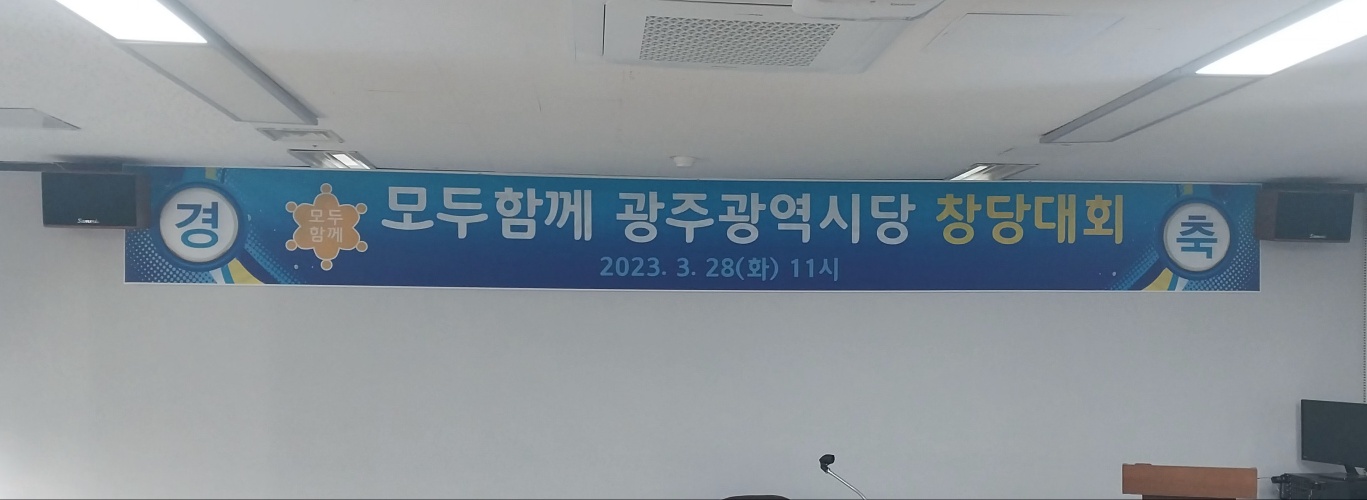 경
모두
함께
모두함께 광주광역시당 창당대회
2023. 3. 28(화) 11시
축